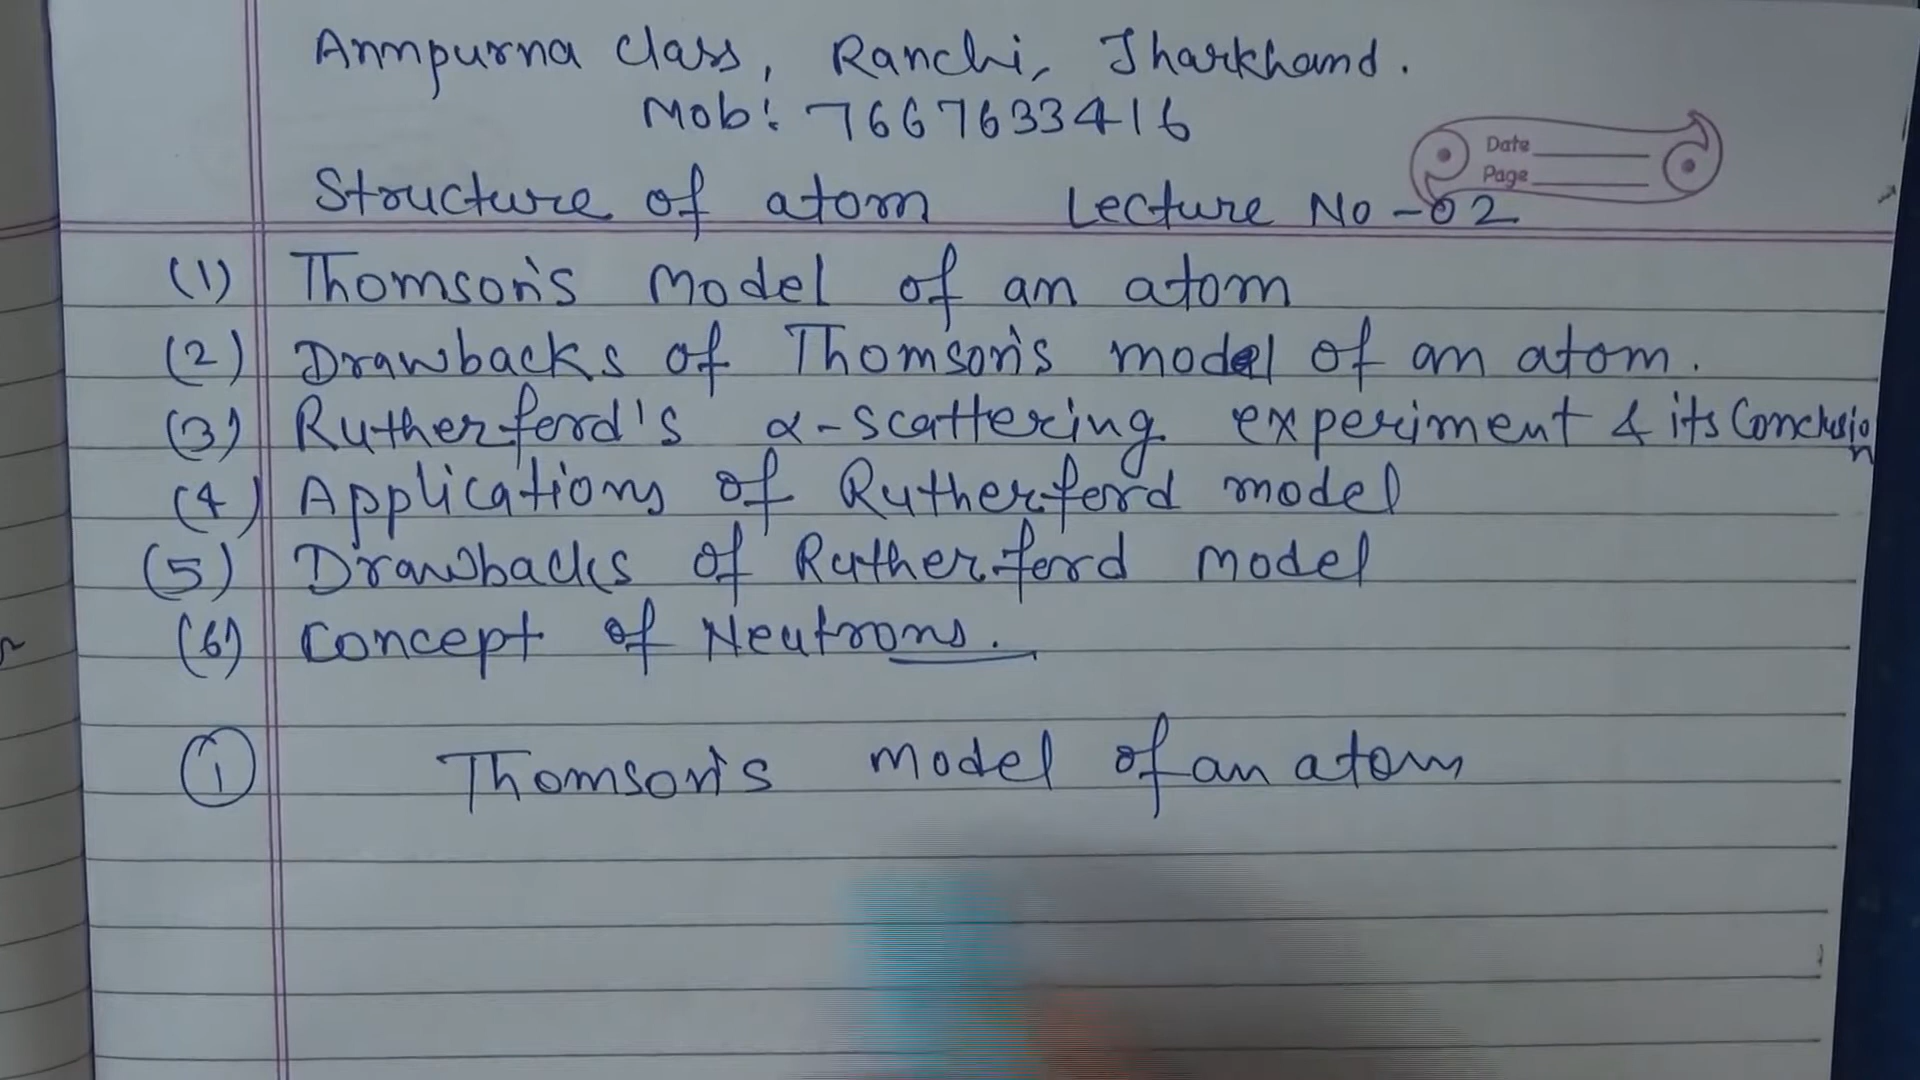 Annpurna Class, Ranchi, Jharkhand.
Mob: 7667633416
Date
Page
Structure of atom Lecture No - 02
(1) Thomson's Model of an atom
(2) Drawbacks of Thomson's model of an atom.
(3) Rutherford's α-scattering experiment & its Conclusion
(4) Applications of Rutherford model
(5) Drawbacks of Rutherford model
(6) Concept of Neutrons.
1 Thomson's model of an atom